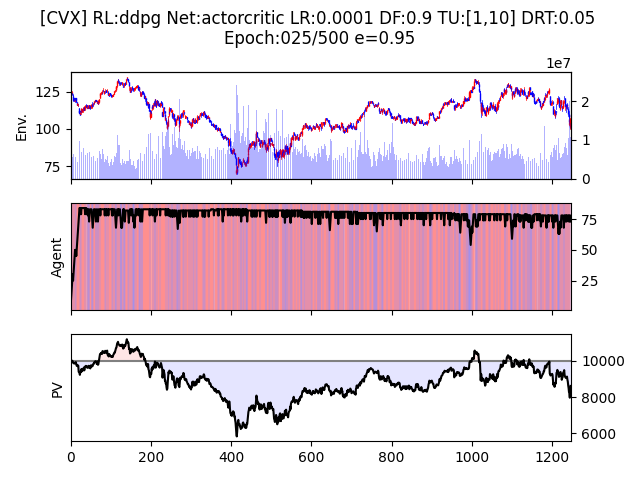 [CVX] RL:ddpg Net:actorcritic LR:0.0001 DF:0.9 TU:[1,10] DRT:0.05
Epoch:025/500 e=0.95
1e7
Env.
125
100
75
2
1
0
Agent
75
50
25
PV
10000
8000
6000
0 200 400 600 800 1000 1200